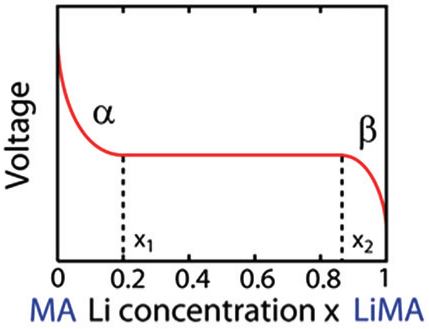 Voltage
α
β
x₁
x₂
0 0.2 0.4 0.6 0.8 1
MA Li concentration x LiMA